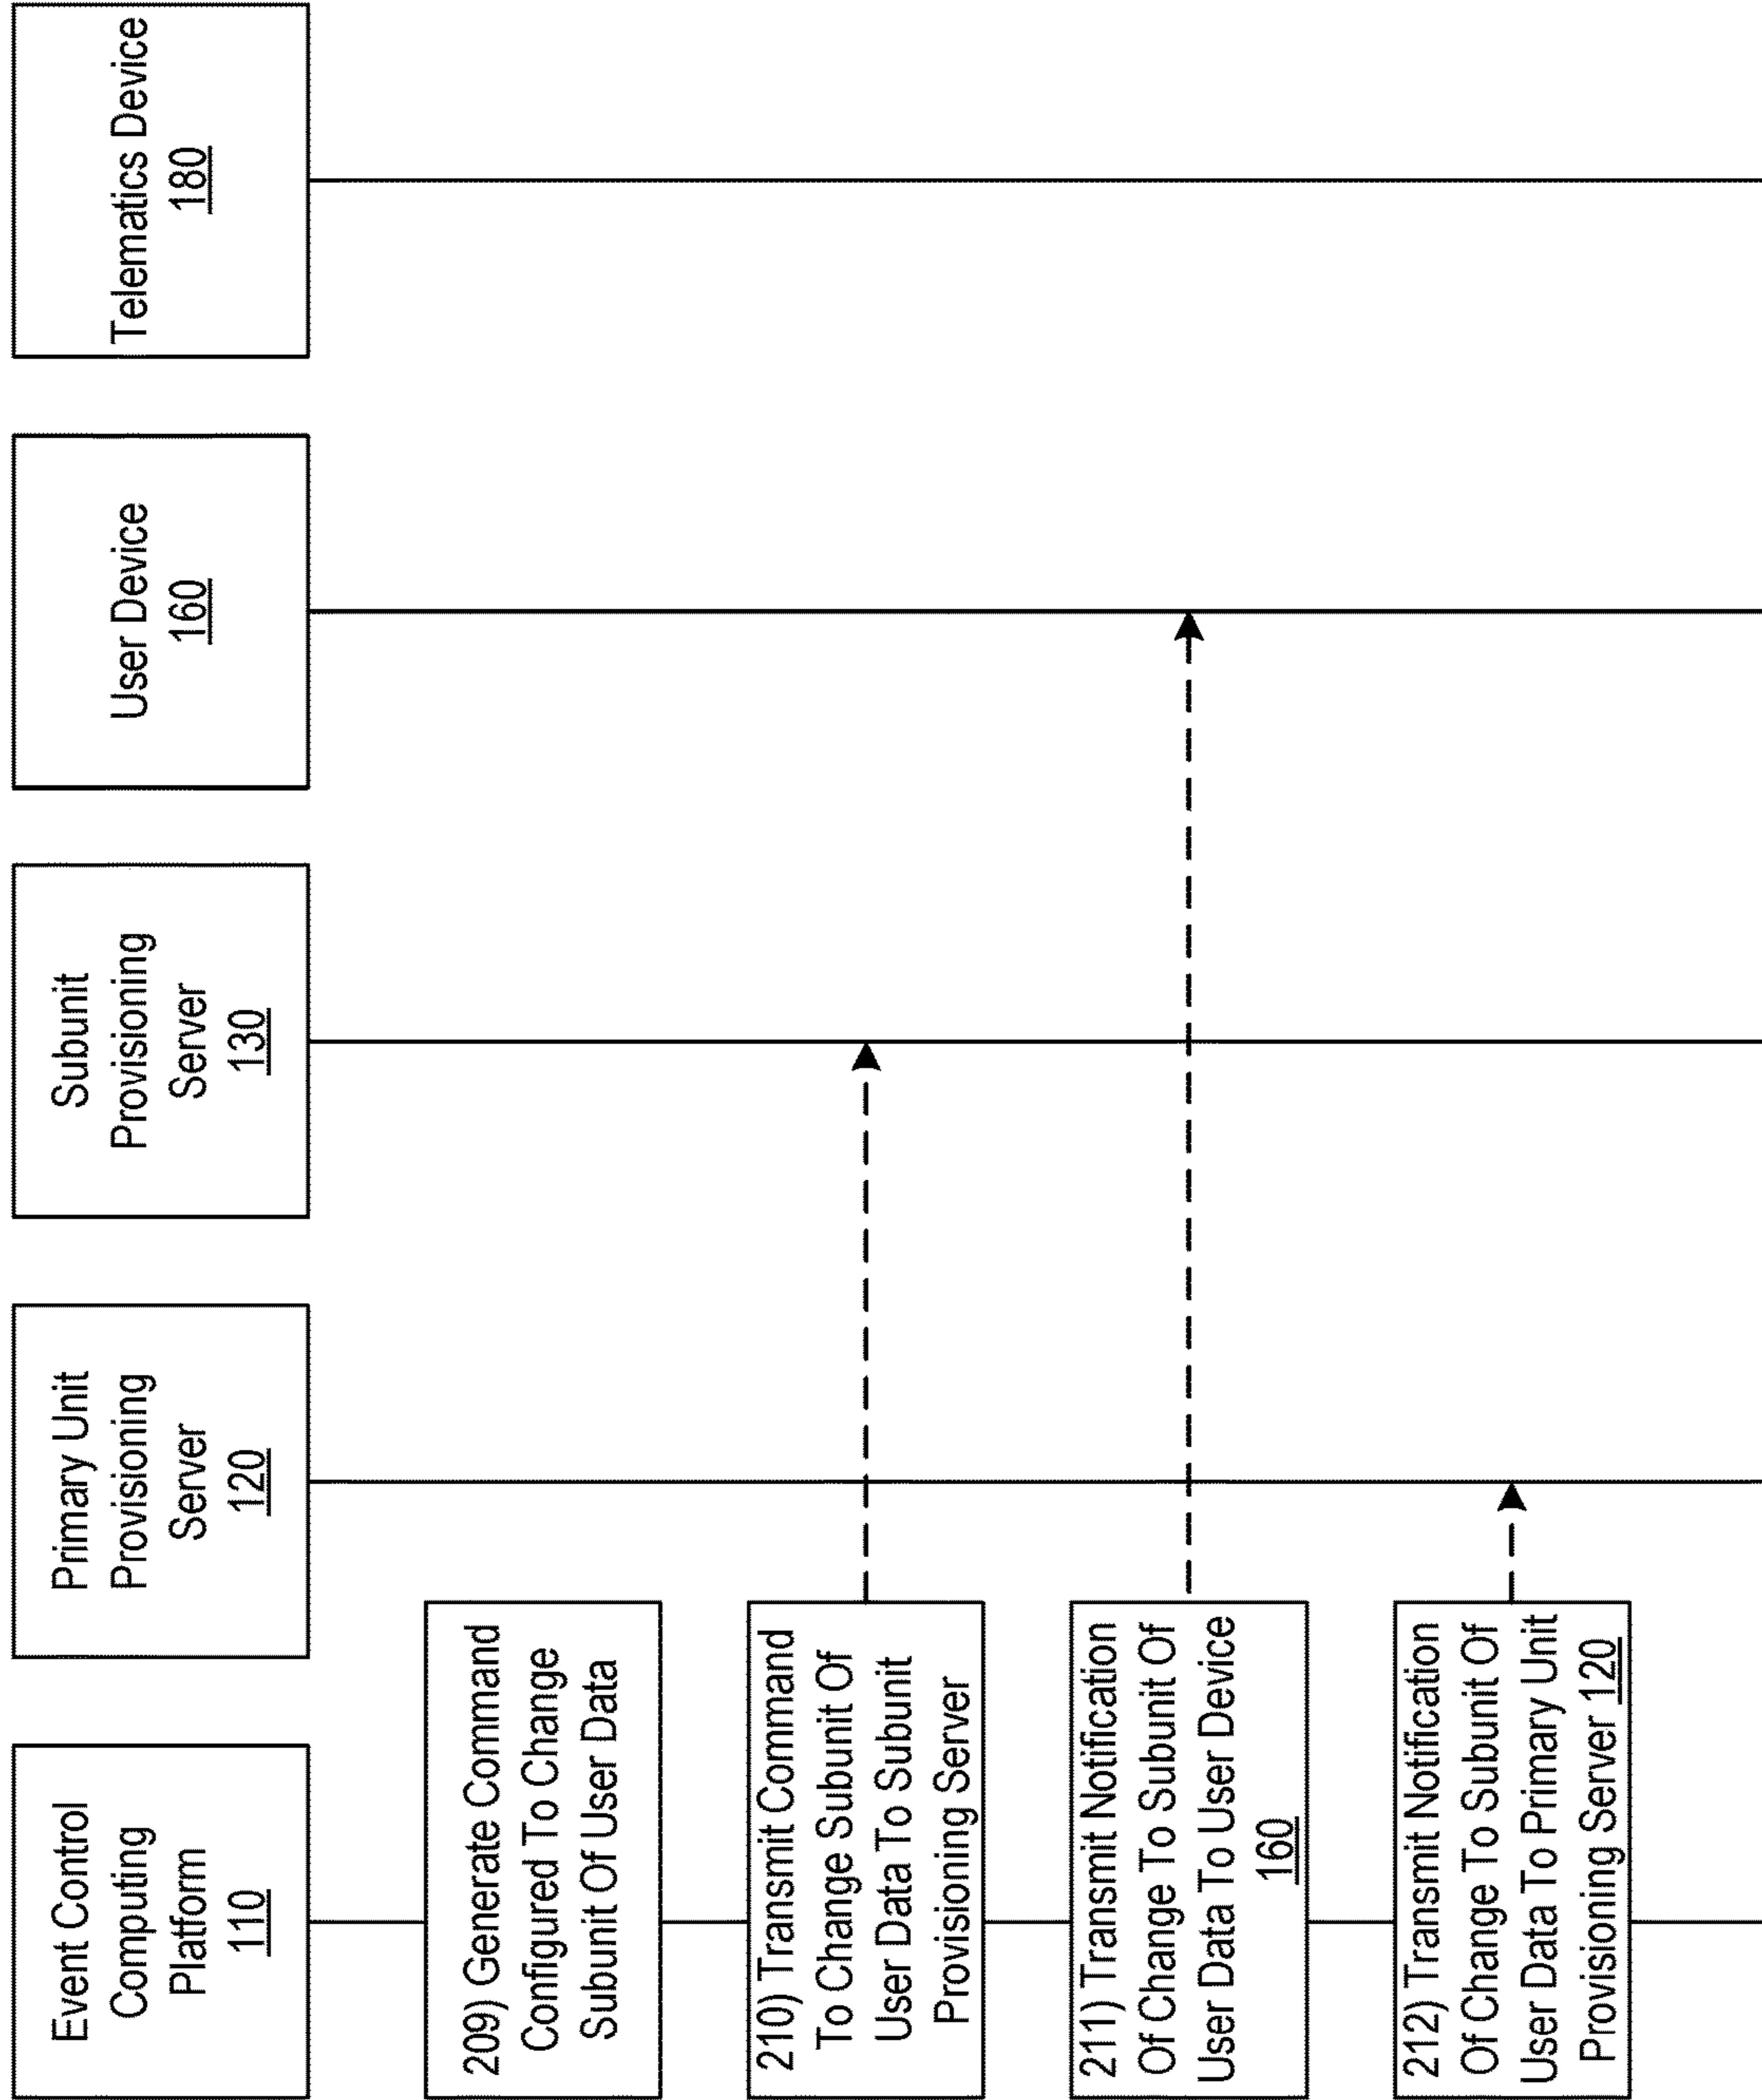 Event Control
Computing
Platform
110
Primary Unit
Provisioning
Server
120
Subunit
Provisioning
Server
130
User Device
160
Telematics Device
180
209) Generate Command
Configured To Change
Subunit Of User Data
210) Transmit Command
To Change Subunit Of
User Data To Subunit
Provisioning Server
211) Transmit Notification
Of Change To Subunit Of
User Data To User Device
160
212) Transmit Notification
Of Change To Subunit Of
User Data To Primary Unit
Provisioning Server 120